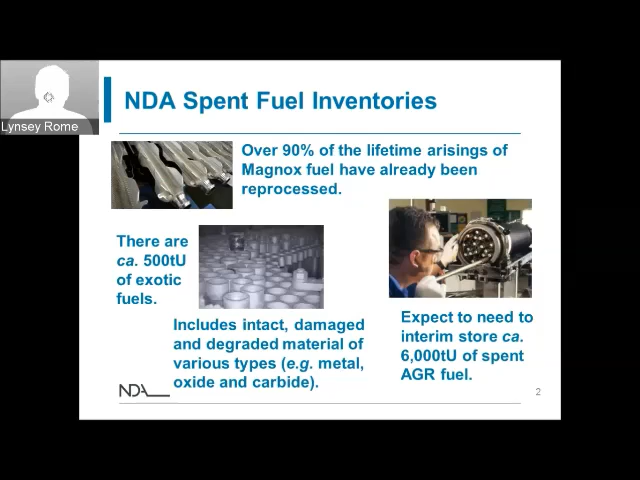 Lynsey Rome
NDA Spent Fuel Inventories
Over 90% of the lifetime arisings of
Magnox fuel have already been
reprocessed.
There are
ca. 500tU
of exotic
fuels.
Includes intact, damaged
and degraded material of
various types (e.g. metal,
oxide and carbide).
Expect to need to
interim store ca.
6,000tU of spent
AGR fuel.
NDA
2